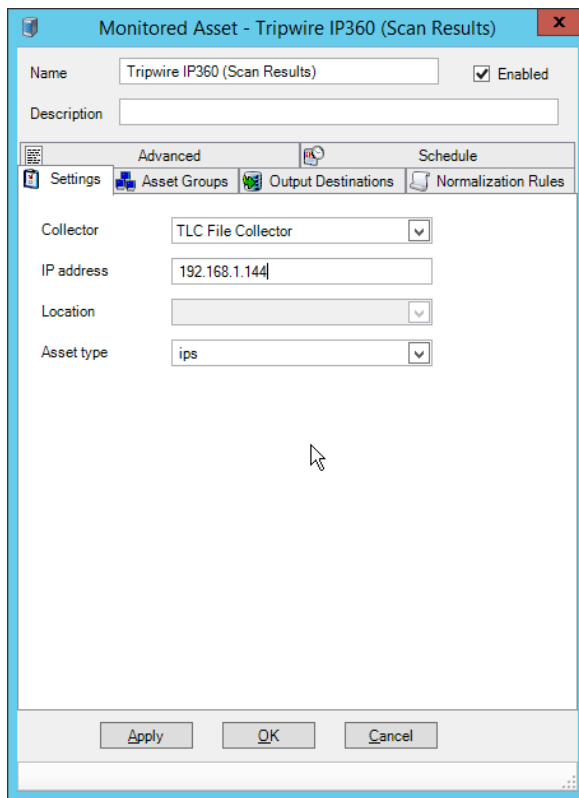 Monitored Asset - Tripwire IP360 (Scan Results) x
Name Tripwire IP360 (Scan Results) Enabled
Description
Advanced Schedule
Settings Asset Groups Output Destinations Normalization Rules
Collector TLC File Collector
IP address 192.168.1.144
Location
Asset type ips
Apply OK Cancel